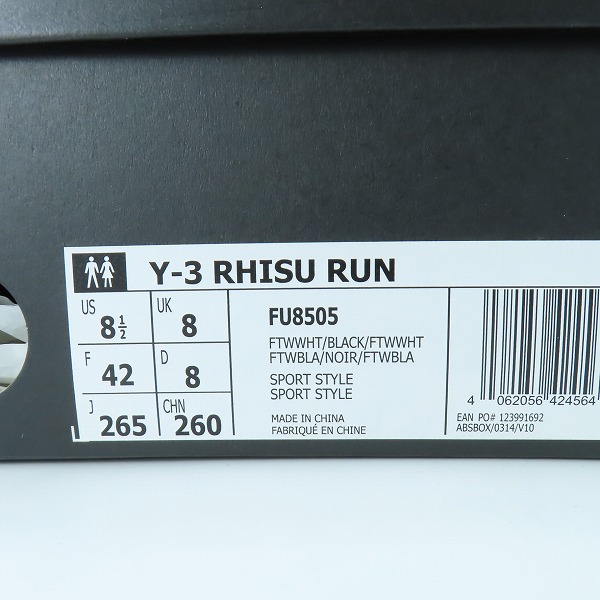 Y-3 RHISU RUN
US 8½ UK 8
F 42 D 8
J 265 CHN 260
FU8505
FTWWHT/BLACK/FTWWHT
FTWBLA/NOIR/FTWBLA
SPORT STYLE
SPORT STYLE
MADE IN CHINA
FABRIQUÉ EN CHINE
4 062056 424564
EAN PO# 123991692
ABSBOX/0314/V10